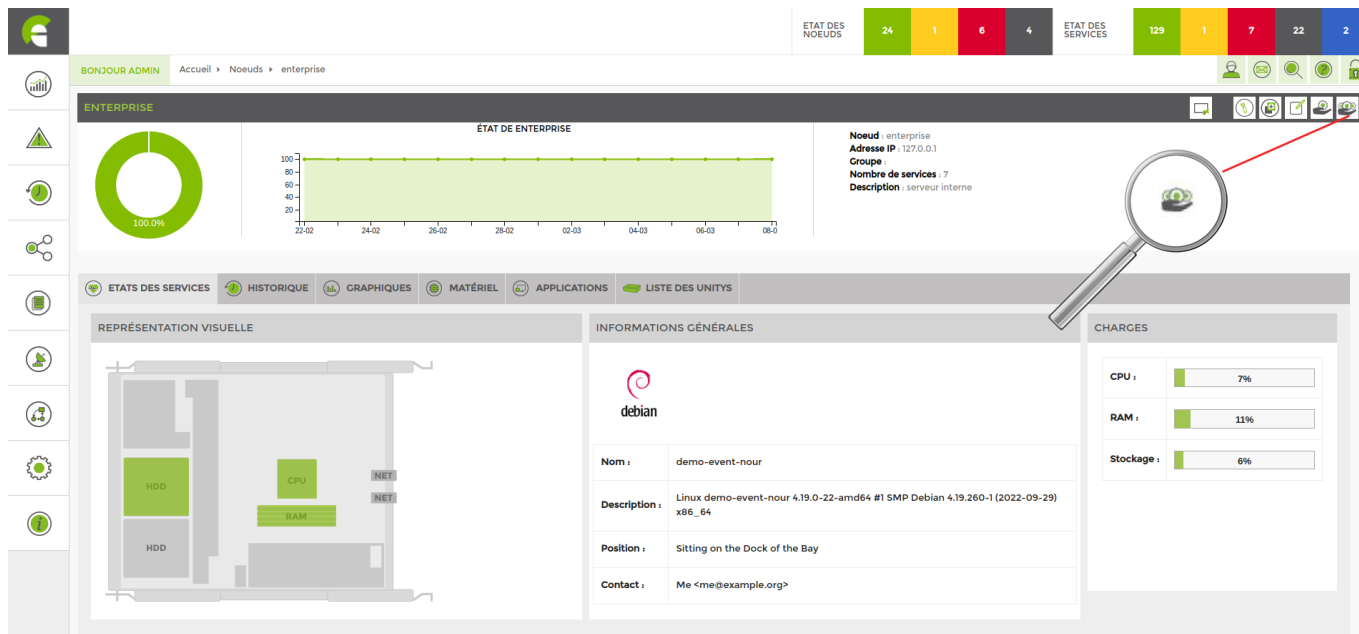 ETAT DES NOEUDS
24 1 6 4
ETAT DES SERVICES
129 1 7 22 2
BONJOUR ADMIN Accueil Noeuds enterprise
ENTERPRISE
100.0%
ÉTAT DE ENTERPRISE
100
80
60
40
20
22-02 24-02 26-02 28-02 02-03 04-03 06-03 08-0
Noeud : enterprise
Adresse IP : 127.0.0.1
Groupe :
Nombre de services : 7
Description : serveur interne
ETATS DES SERVICES HISTORIQUE GRAPHIQUES MATÉRIEL APPLICATIONS LISTE DES UNITYS
REPRÉSENTATION VISUELLE
HDD
HDD
CPU
RAM
NET
NET
INFORMATIONS GÉNÉRALES
debian
Nom : demo-event-nour
Description : Linux demo-event-nour 4.19.0-22-amd64 #1 SMP Debian 4.19.260-1 (2022-09-29)
x86_64
Position : Sitting on the Dock of the Bay
Contact : Me <me@example.org>
CHARGES
CPU : 7%
RAM : 11%
Stockage : 6%